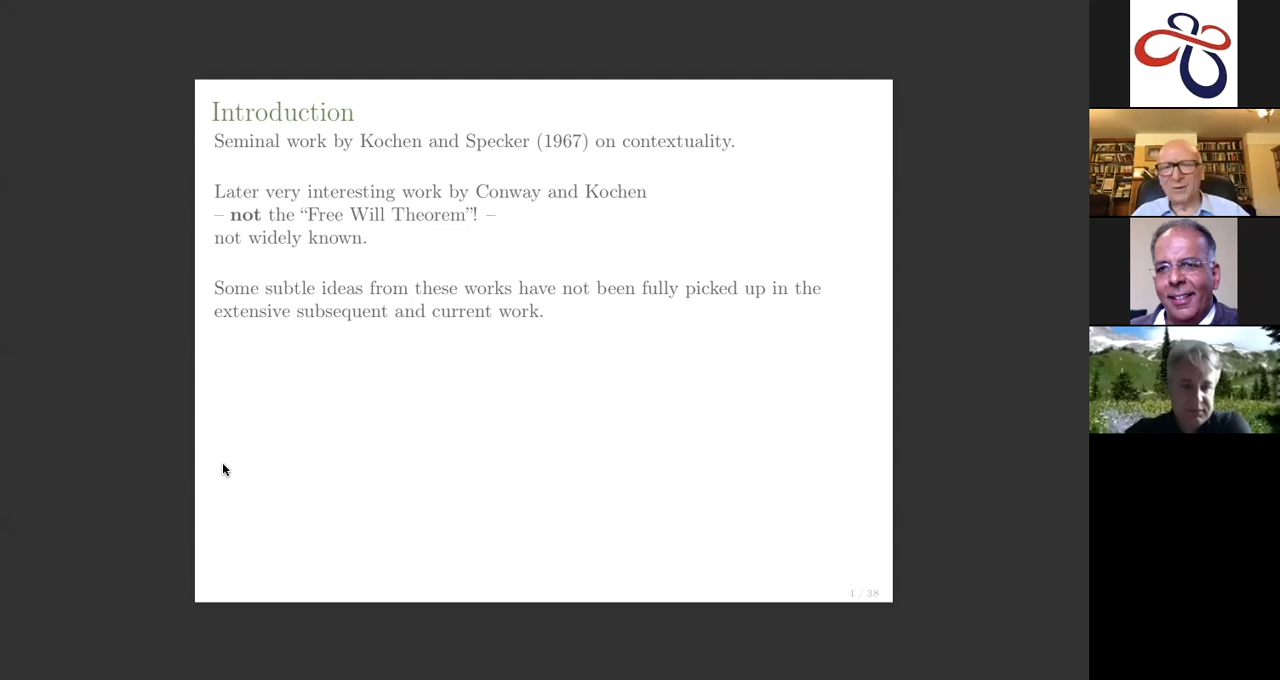 Introduction
Seminal work by Kochen and Specker (1967) on contextuality.
Later very interesting work by Conway and Kochen
– not the “Free Will Theorem”! –
not widely known.
Some subtle ideas from these works have not been fully picked up in the
extensive subsequent and current work.
1 / 38